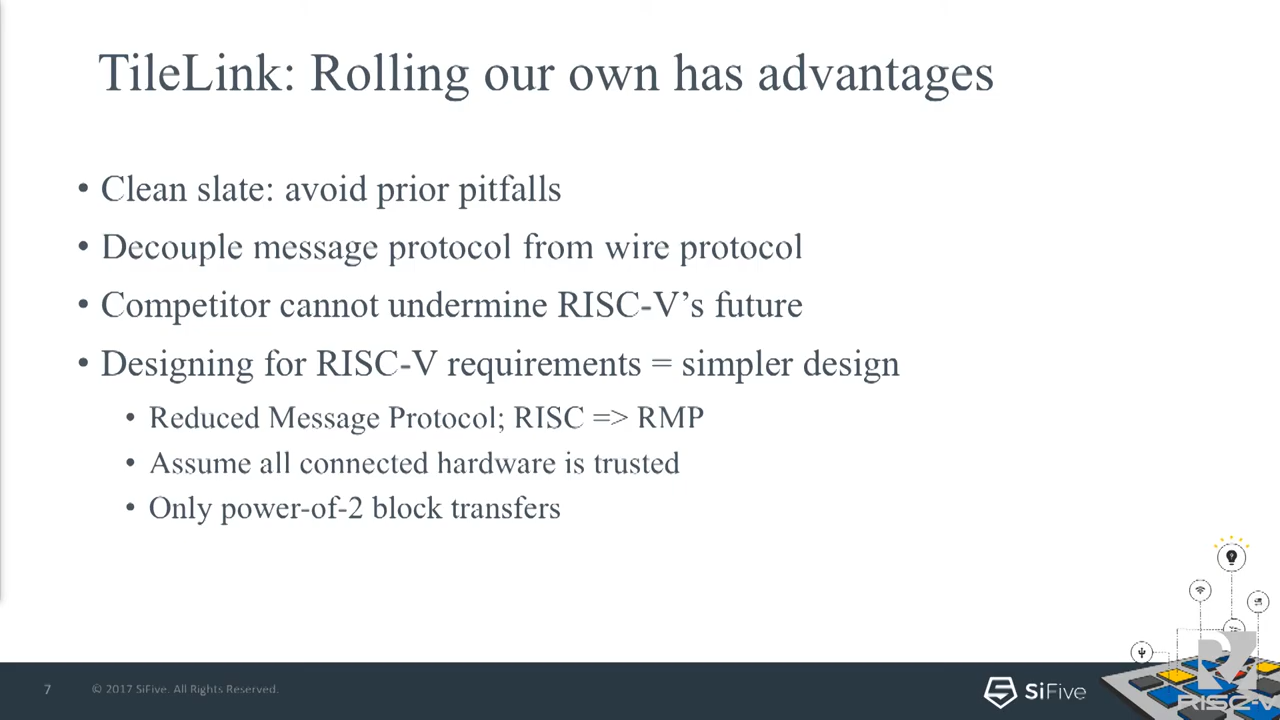 TileLink: Rolling our own has advantages
• Clean slate: avoid prior pitfalls
• Decouple message protocol from wire protocol
• Competitor cannot undermine RISC-V’s future
• Designing for RISC-V requirements = simpler design
• Reduced Message Protocol; RISC => RMP
• Assume all connected hardware is trusted
• Only power-of-2 block transfers
7
© 2017 SiFive. All Rights Reserved.
SiFive
RISC-V